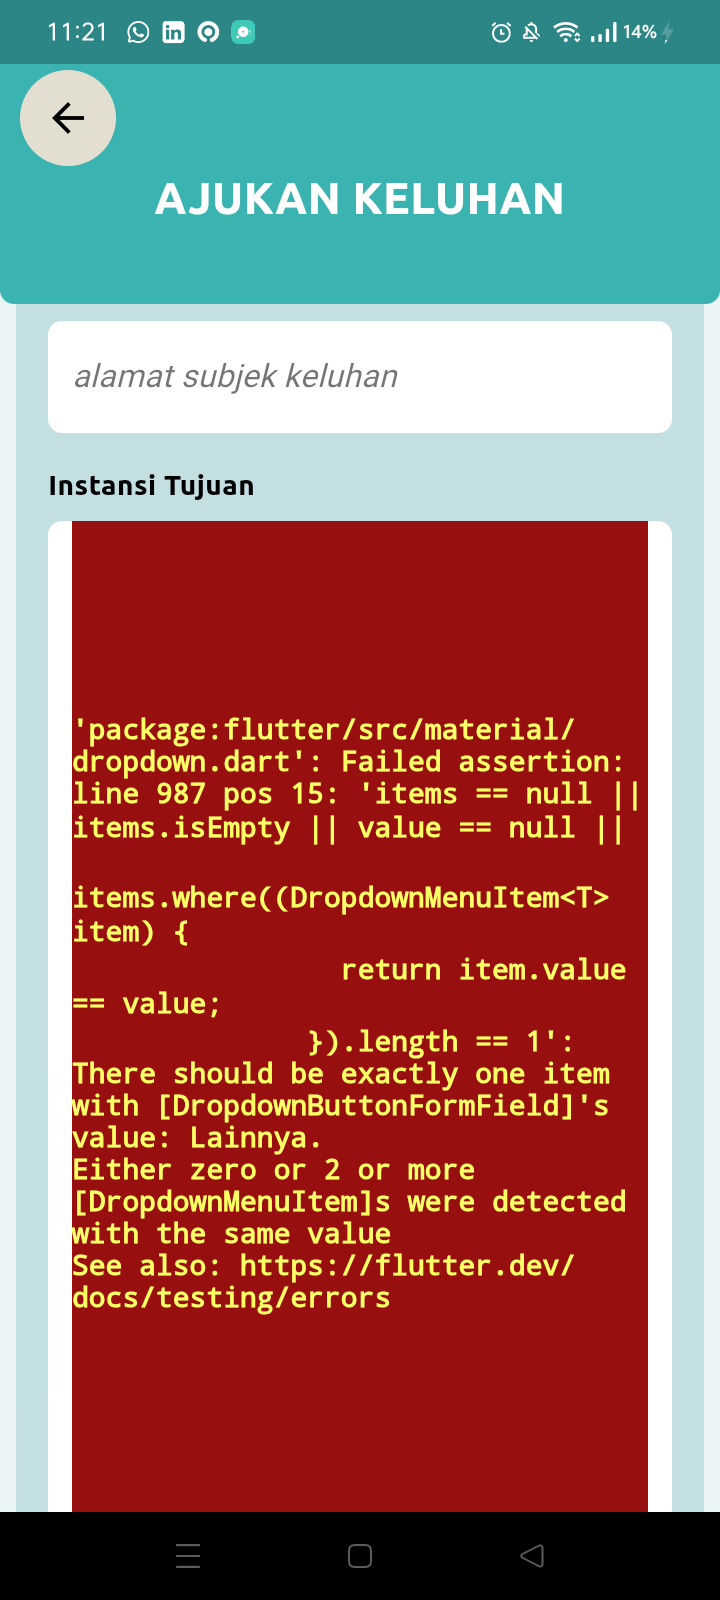 11:21
14%
AJUKAN KELUHAN
alamat subjek keluhan
Instansi Tujuan
'package:flutter/src/material/
dropdown.dart': Failed assertion:
line 987 pos 15: 'items == null ||
items.isEmpty || value == null ||
items.where((DropdownMenuItem<T>
item) {
return item.value
== value;
}).length == 1':
There should be exactly one item
with [DropdownButtonFormField]'s
value: Lainnya.
Either zero or 2 or more
[DropdownMenuItem]s were detected
with the same value
See also: https://flutter.dev/
docs/testing/errors